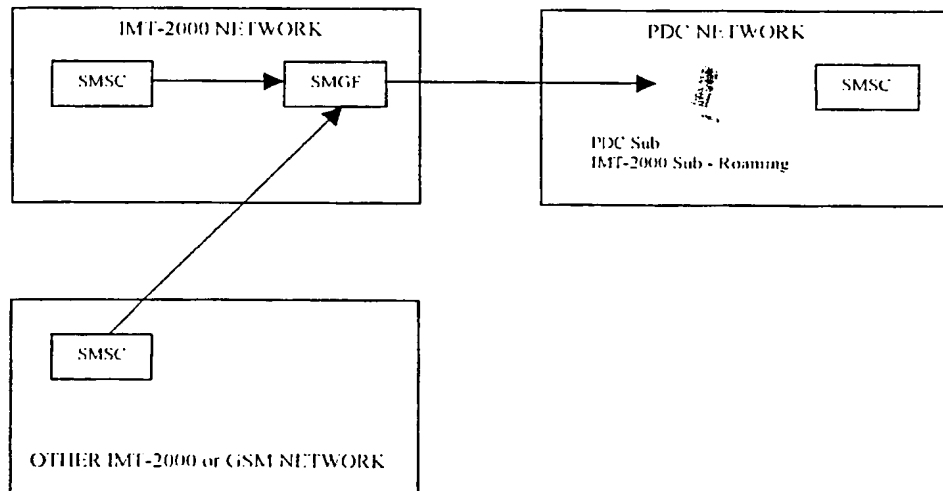 IMT-2000 NETWORK
PDC NETWORK
SMSC
SMGF
SMSC
PDC Sub
IMT-2000 Sub - Roaming
SMSC
OTHER IMT-2000 or GSM NETWORK